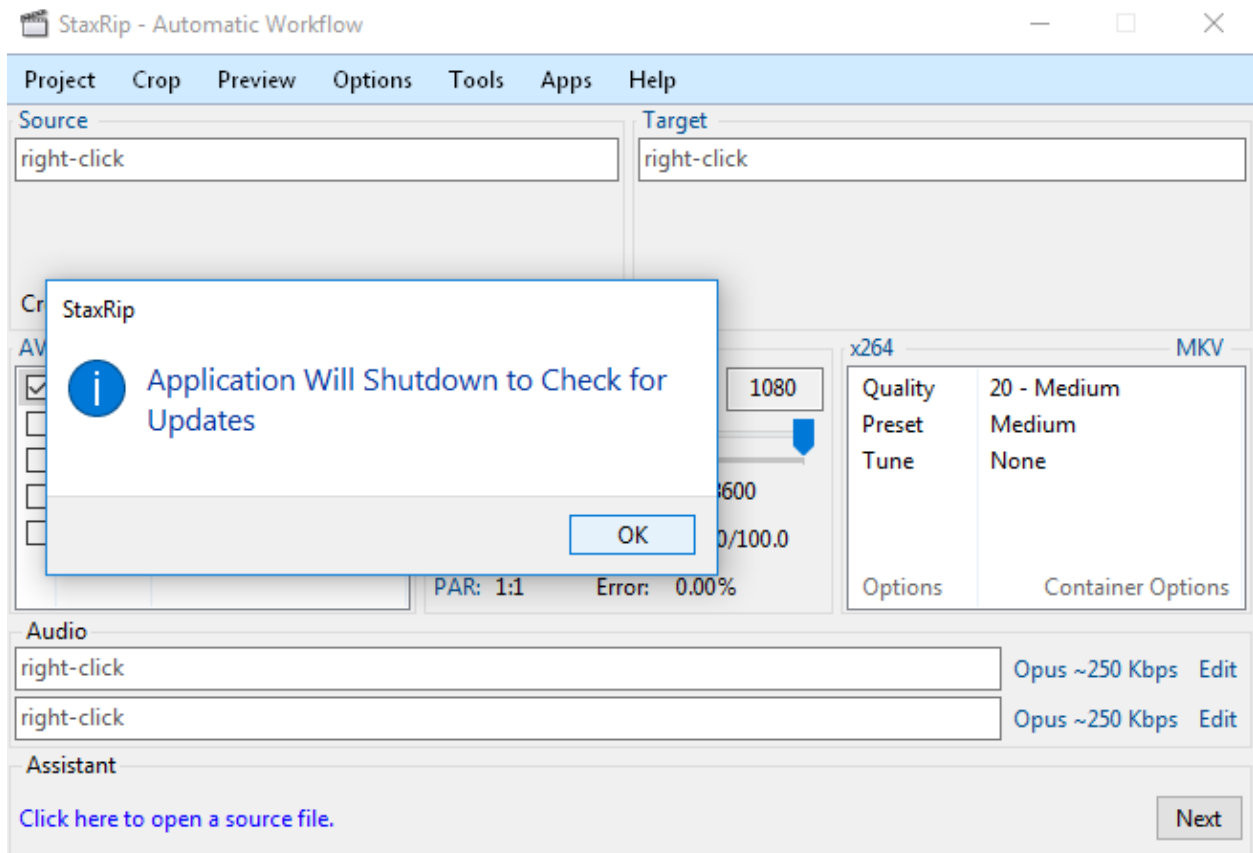 StaxRip - Automatic Workflow
Project Crop Preview Options Tools Apps Help
Source
Target
right-click
right-click
StaxRip
Application Will Shutdown to Check for
Updates
OK
1080
PAR: 1:1 Error: 0.00%
x264 MKV
Quality 20 - Medium
Preset Medium
Tune None
Options Container Options
Audio
right-click Opus ~250 Kbps Edit
right-click Opus ~250 Kbps Edit
Assistant
Click here to open a source file.
Next